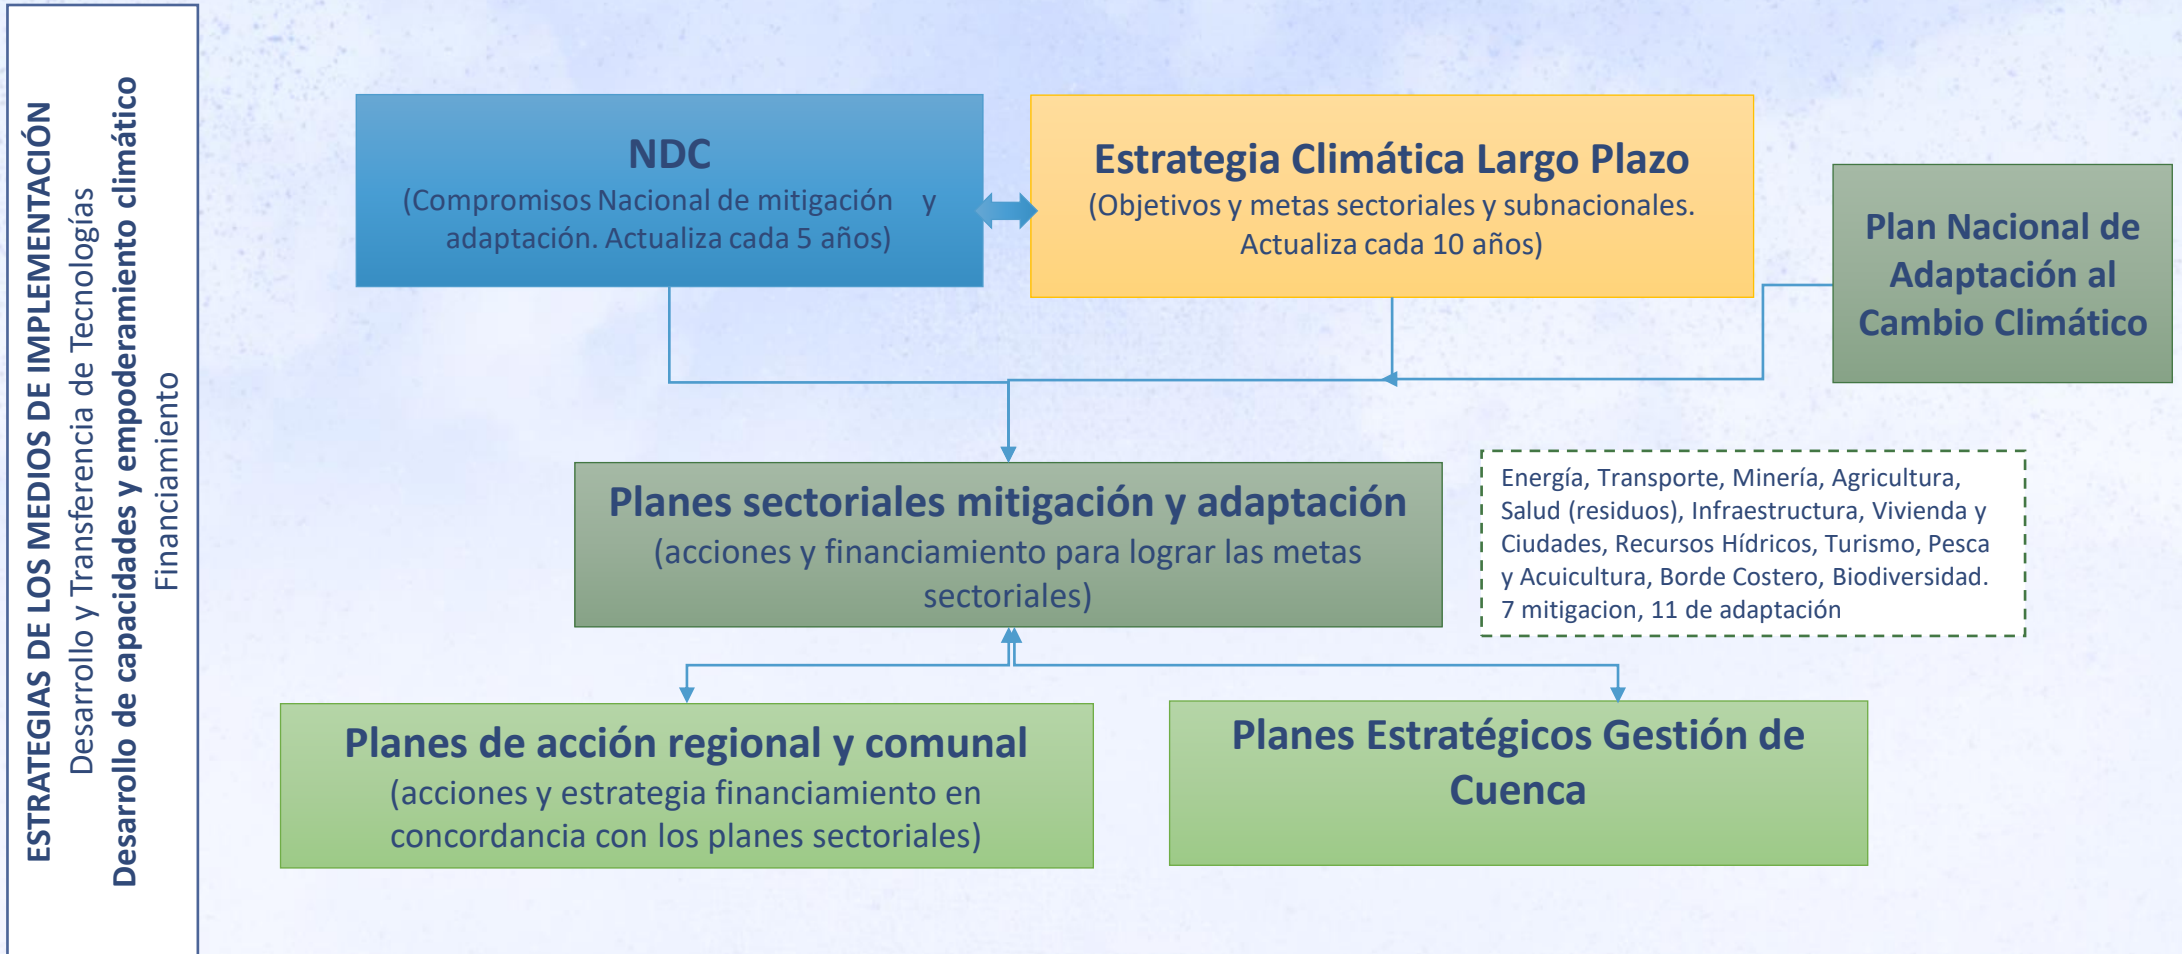 ESTRATEGIAS DE LOS MEDIOS DE IMPLEMENTACIÓN
Desarrollo y Transferencia de Tecnologías
Desarrollo de capacidades y empoderamiento climático
Financiamiento
NDC
(Compromisos Nacional de mitigación y
adaptación. Actualiza cada 5 años)
Estrategia Climática Largo Plazo
(Objetivos y metas sectoriales y subnacionales.
Actualiza cada 10 años)
Plan Nacional de
Adaptación al
Cambio Climático
Planes sectoriales mitigación y adaptación
(acciones y financiamiento para lograr las metas
sectoriales)
Energía, Transporte, Minería, Agricultura,
Salud (residuos), Infraestructura, Vivienda y
Ciudades, Recursos Hídricos, Turismo, Pesca
y Acuicultura, Borde Costero, Biodiversidad.
7 mitigacion, 11 de adaptación
Planes de acción regional y comunal
(acciones y estrategia financiamiento en
concordancia con los planes sectoriales)
Planes Estratégicos Gestión de
Cuenca